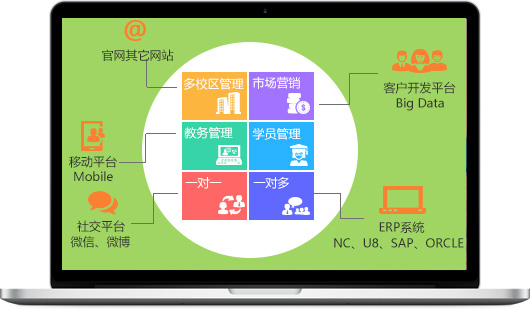 @
官网其它网站
多校区管理
市场营销
客户开发平台
Big Data
教务管理
学员管理
移动平台
Mobile
一对一
一对多
社交平台
微信、微博
ERP系统
NC、U8、SAP、ORCLE
$